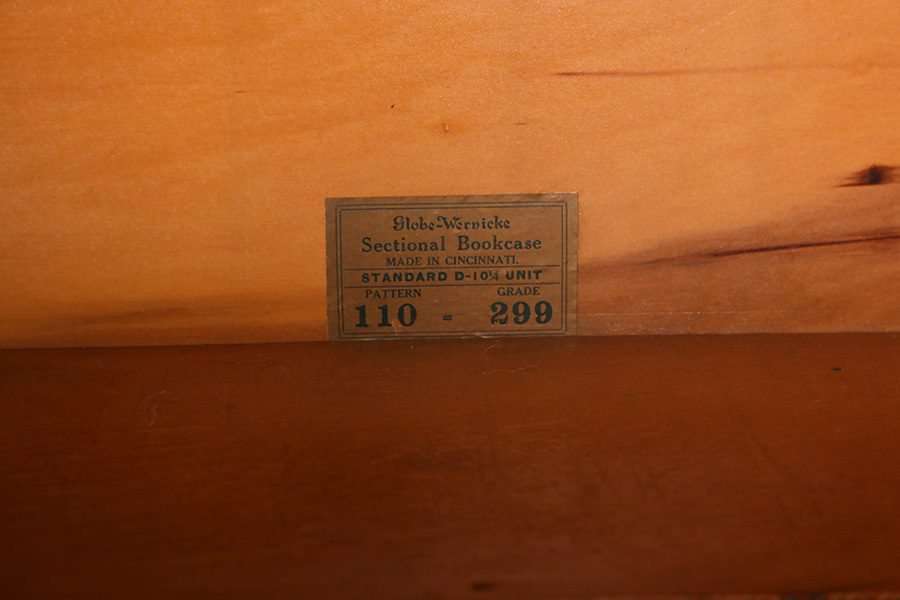 Globe-Wernicke
Sectional Bookcase
MADE IN CINCINNATI.
STANDARD D-10¼ UNIT
PATTERN GRADE
110 = 299